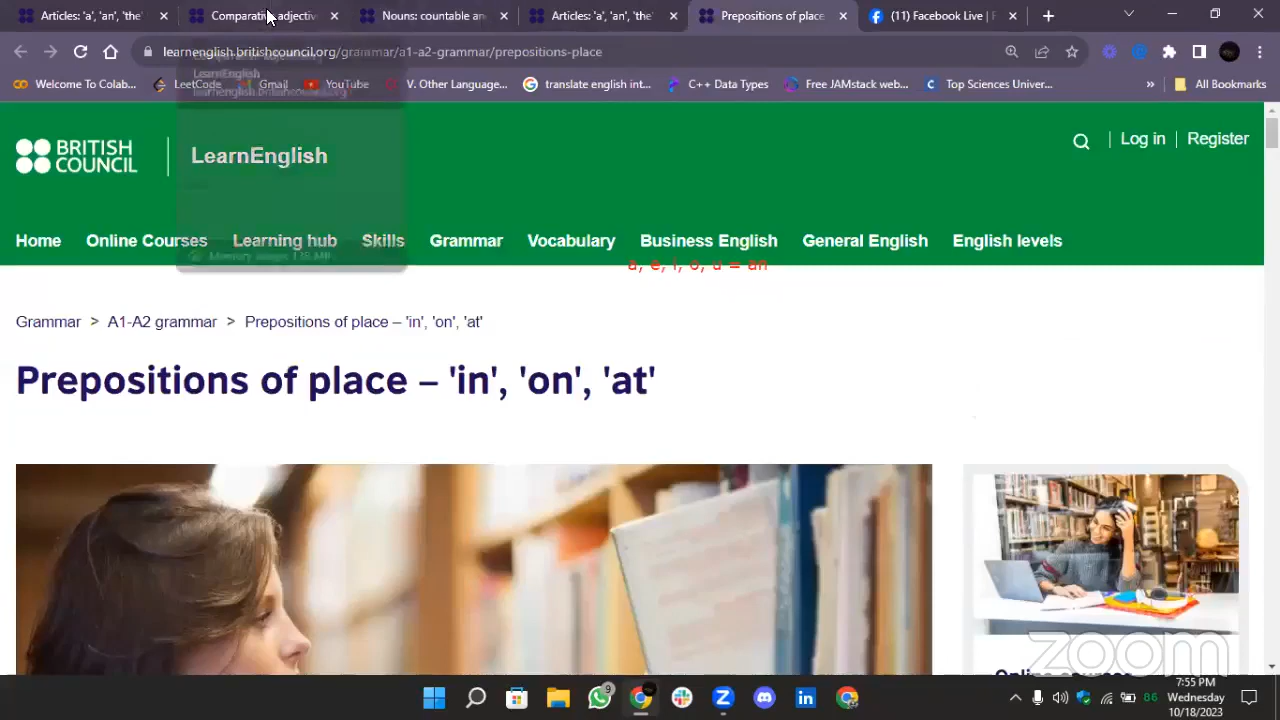 Articles: 'a', 'an', 'the'
Comparative adjectiv
Nouns: countable an
Articles: 'a', 'an', 'the'
Prepositions of place
(11) Facebook Live | F
learnenglish.britishcouncil.org/grammar/a1-a2-grammar/prepositions-place
Welcome To Colab...
LeetCode
Gmail
YouTube
V. Other Language...
translate english int...
C++ Data Types
Free JAMstack web...
Top Sciences Univer...
»
All Bookmarks
LearnEnglish
BRITISH
COUNCIL
LearnEnglish
Log in
Register
Home
Online Courses
Learning hub
Skills
Grammar
Vocabulary
Business English
General English
English levels
a, e, i, o, u = an
Grammar > A1-A2 grammar > Prepositions of place – 'in', 'on', 'at'
Prepositions of place – 'in', 'on', 'at'
zoom
9
86
7:55 PM
Wednesday
10/18/2023